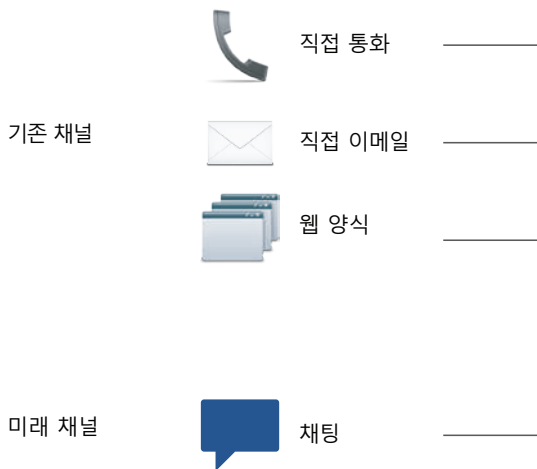 직접 통화
기존 채널
직접 이메일
웹 양식
미래 채널
채팅